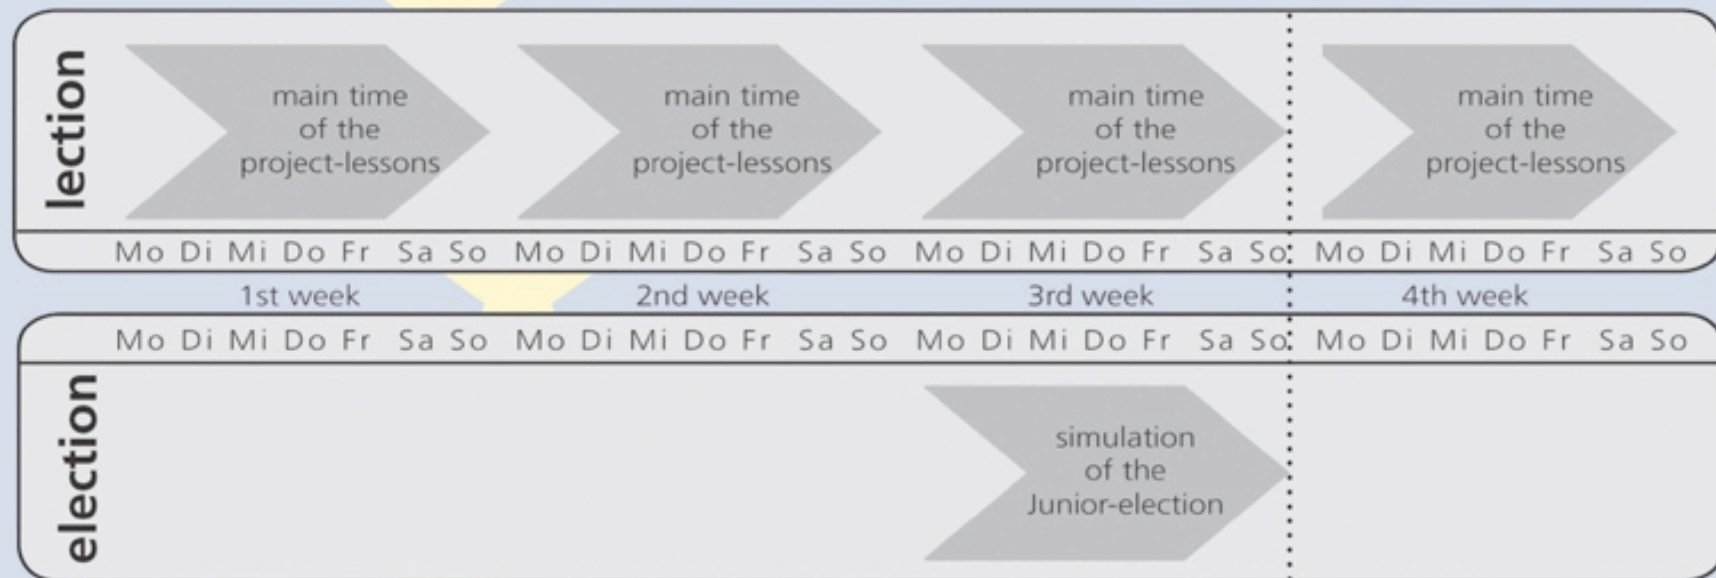 lection
main time
of the
project-lessons
main time
of the
project-lessons
main time
of the
project-lessons
main time
of the
project-lessons
Mo Di Mi Do Fr Sa So Mo Di Mi Do Fr Sa So Mo Di Mi Do Fr Sa So Mo Di Mi Do Fr Sa So
1st week 2nd week 3rd week 4th week
Mo Di Mi Do Fr Sa So Mo Di Mi Do Fr Sa So Mo Di Mi Do Fr Sa So Mo Di Mi Do Fr Sa So
election
simulation
of the
Junior-election